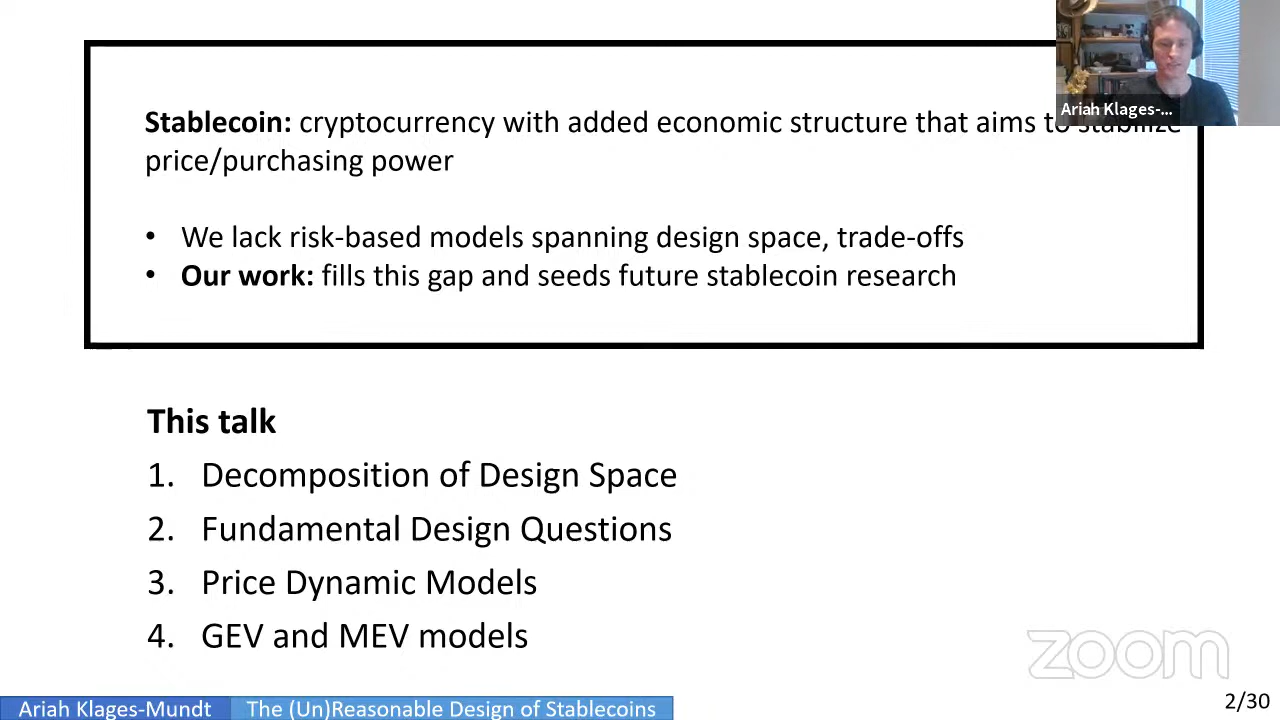 Stablecoin: cryptocurrency with added economic structure that aims to stabilize
price/purchasing power
• We lack risk-based models spanning design space, trade-offs
• Our work: fills this gap and seeds future stablecoin research
Ariah Klages-...
This talk
1. Decomposition of Design Space
2. Fundamental Design Questions
3. Price Dynamic Models
4. GEV and MEV models
zoom
Ariah Klages-Mundt
The (Un)Reasonable Design of Stablecoins
2/30